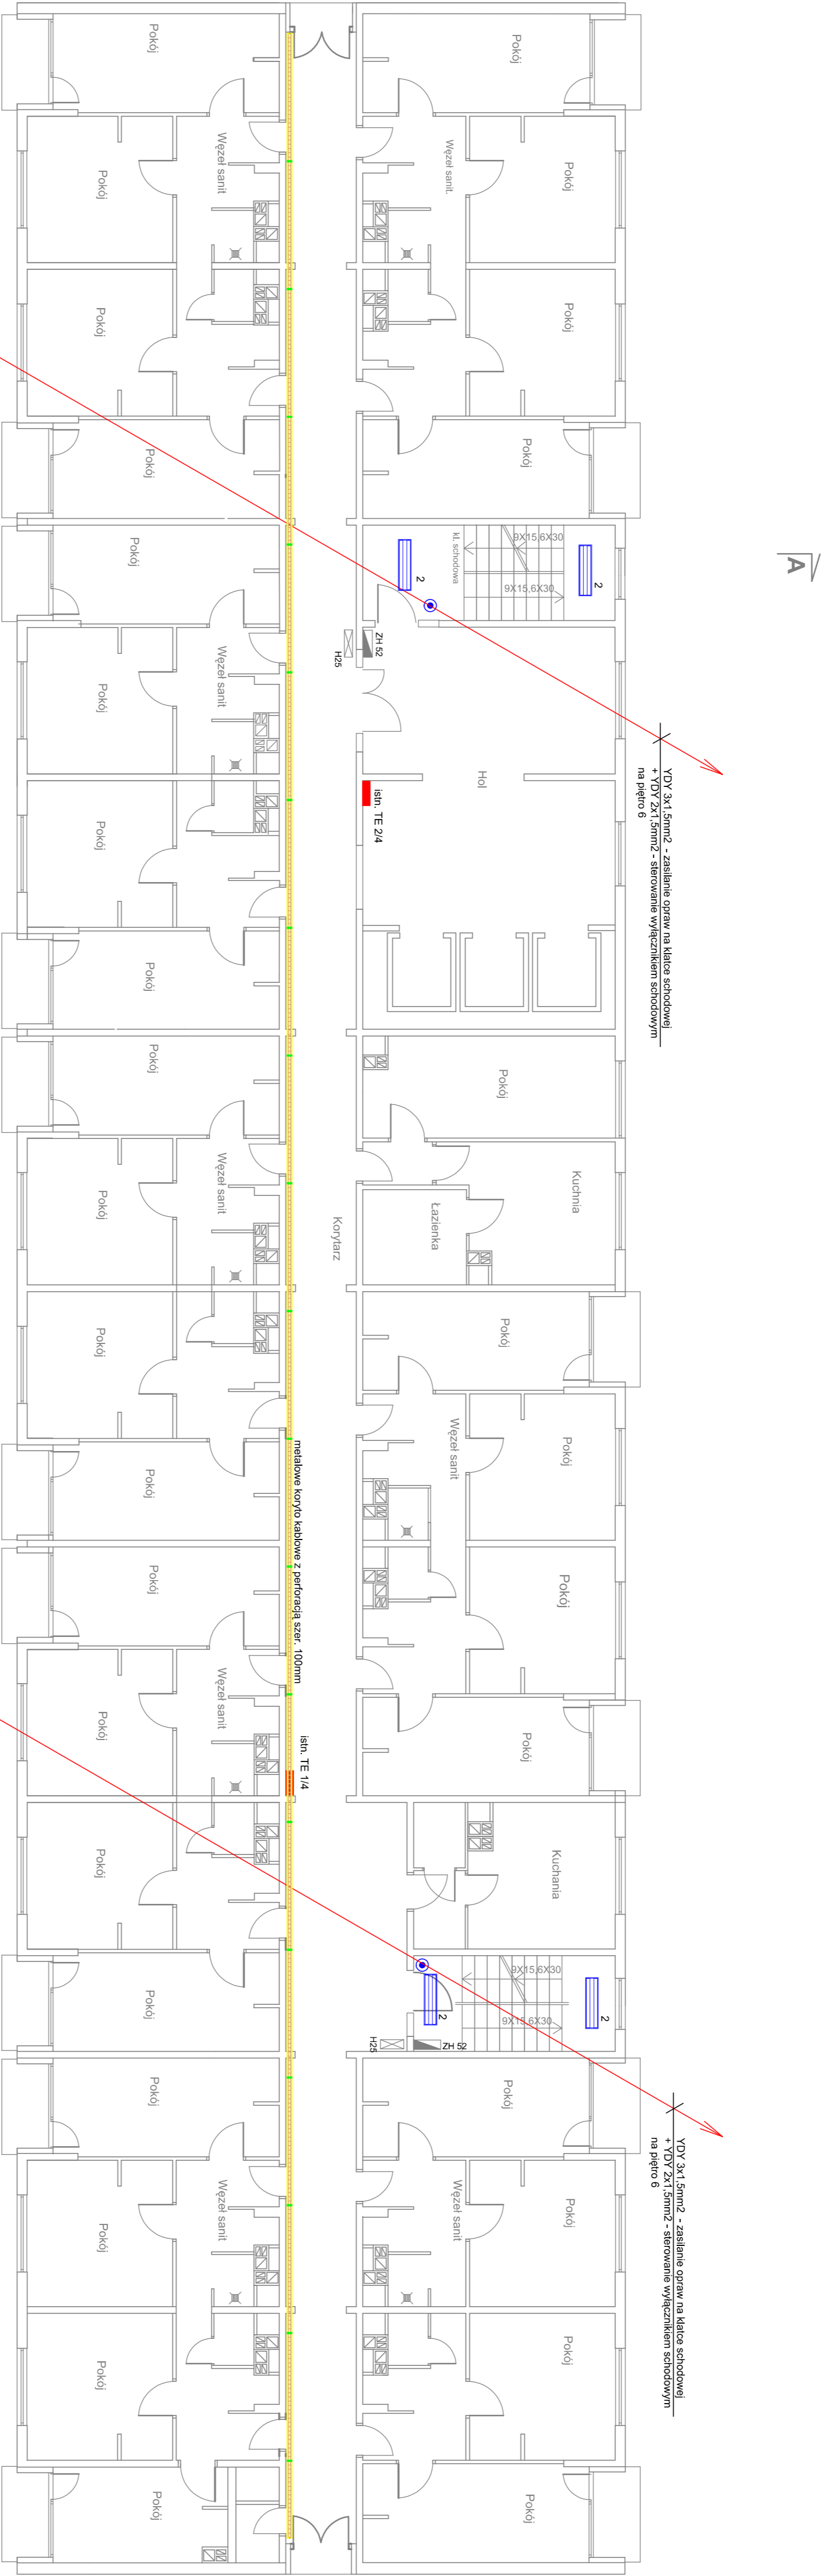 A
YDY 3x1,5mm2 - zasilanie opraw na klatce schodowej
+ YDY 2x1,5mm2 - sterowanie wyłącznikiem schodowym
na piętro 6
YDY 3x1,5mm2 - zasilanie opraw na klatce schodowej
+ YDY 2x1,5mm2 - sterowanie wyłącznikiem schodowym
na piętro 6
Pokój
Pokój
Węzeł sanit.
Pokój
Pokój
2
9X15,6X30
9X15,6X30
kl. schodowa
2
ZH 52
H25
Hol
istn. TE 2/4
Pokój
Kuchnia
Łazienka
Pokój
Pokój
Węzeł sanit
Pokój
Pokój
Kuchania
2
9X15,6X30
9X15,6X30
2
ZH 52
H25
Pokój
Pokój
Węzeł sanit
Pokój
Pokój
Korytarz
metalowe koryto kablowe z perforacją szer. 100mm
istn. TE 1/4
Pokój
Węzeł sanit
Pokój
Pokój
Pokój
Pokój
Węzeł sanit
Pokój
Pokój
Pokój
Pokój
Węzeł sanit
Pokój
Pokój
Pokój
Pokój
Węzeł sanit
Pokój
Pokój
Pokój
Pokój
Węzeł sanit
Pokój
Pokój
Pokój